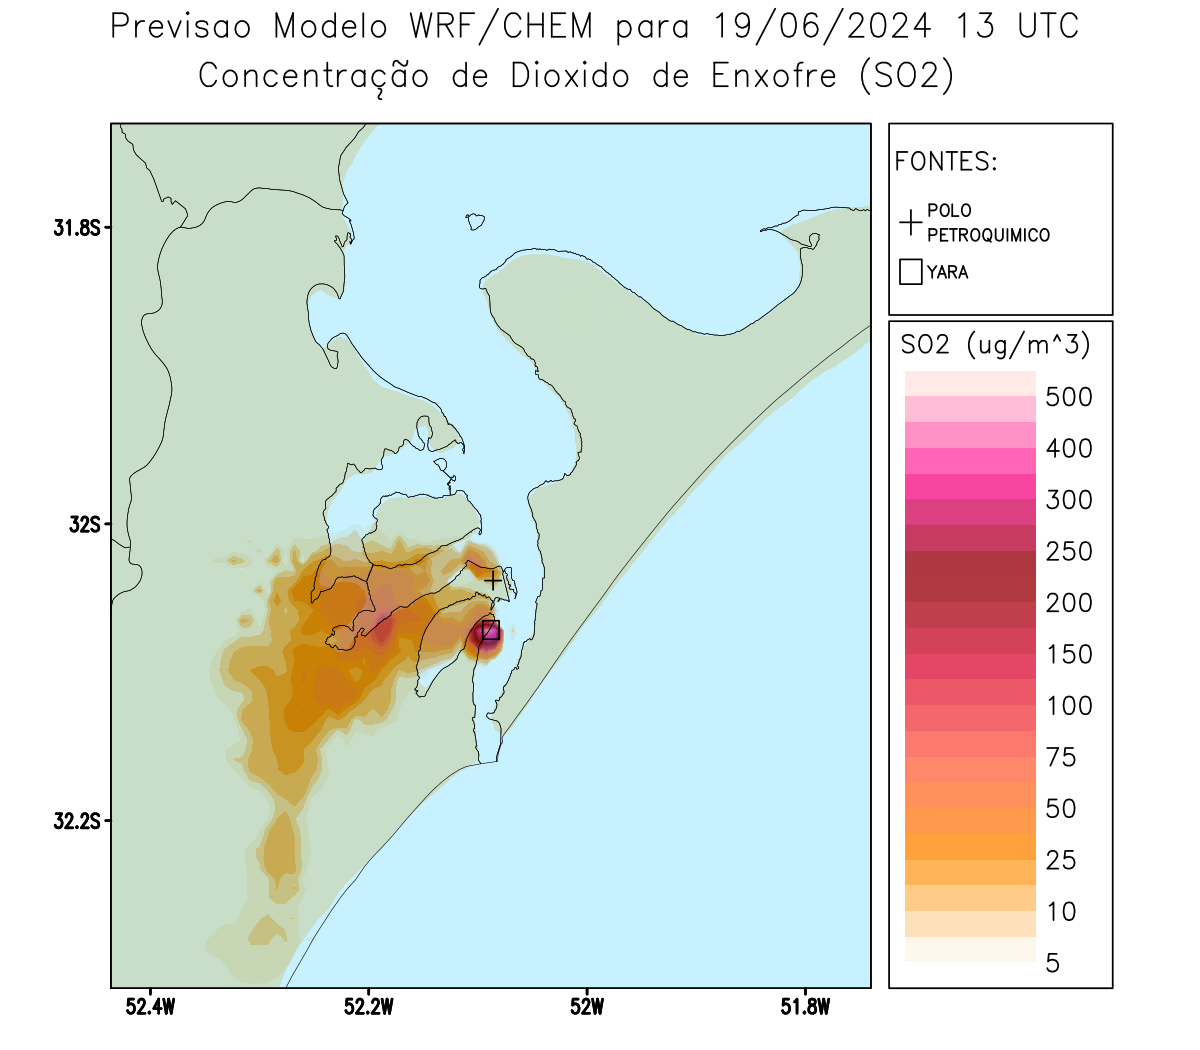 Previsao Modelo WRF/CHEM para 19/06/2024 13 UTC
Concentração de Dioxido de Enxofre (SO2)
FONTES:
POLO
PETROQUIMICO
YARA
SO2 (ug/m^3)
500
400
300
250
200
150
100
75
50
25
10
5
31.8S
32S
32.2S
52.4W
52.2W
52W
51.8W